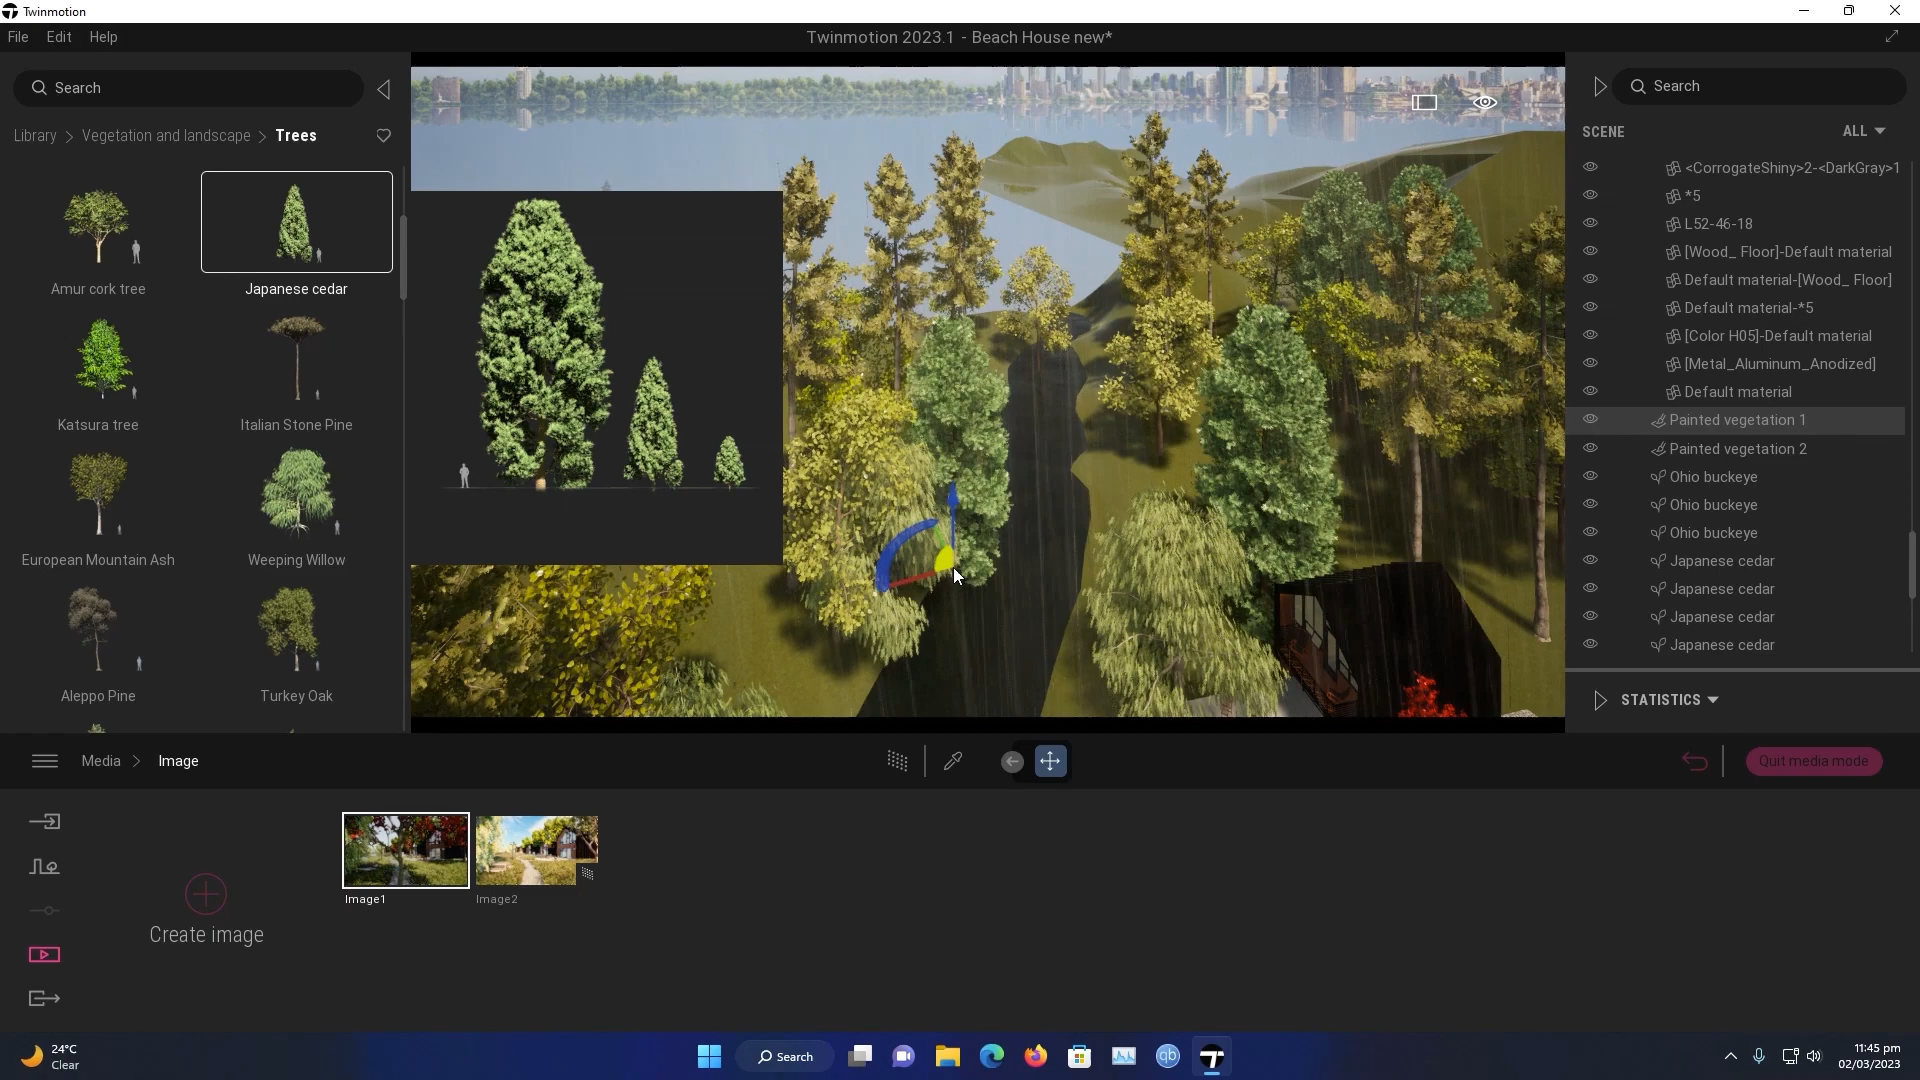 Twinmotion
File Edit Help
Twinmotion 2023.1 - Beach House new*
Search
Library > Vegetation and landscape > Trees
Amur cork tree
Japanese cedar
Katsura tree
Italian Stone Pine
European Mountain Ash
Weeping Willow
Aleppo Pine
Turkey Oak
Search
SCENE
ALL
<CorrogateShiny>2-<DarkGray>1
*5
L52-46-18
[Wood_ Floor]-Default material
Default material-[Wood_ Floor]
Default material-*5
[Color H05]-Default material
[Metal_Aluminum_Anodized]
Default material
Painted vegetation 1
Painted vegetation 2
Ohio buckeye
Ohio buckeye
Ohio buckeye
Japanese cedar
Japanese cedar
Japanese cedar
Japanese cedar
STATISTICS
Media > Image
Quit media mode
Create image
Image1
Image2
24°C
Clear
Search
qb
11:45 pm
02/03/2023